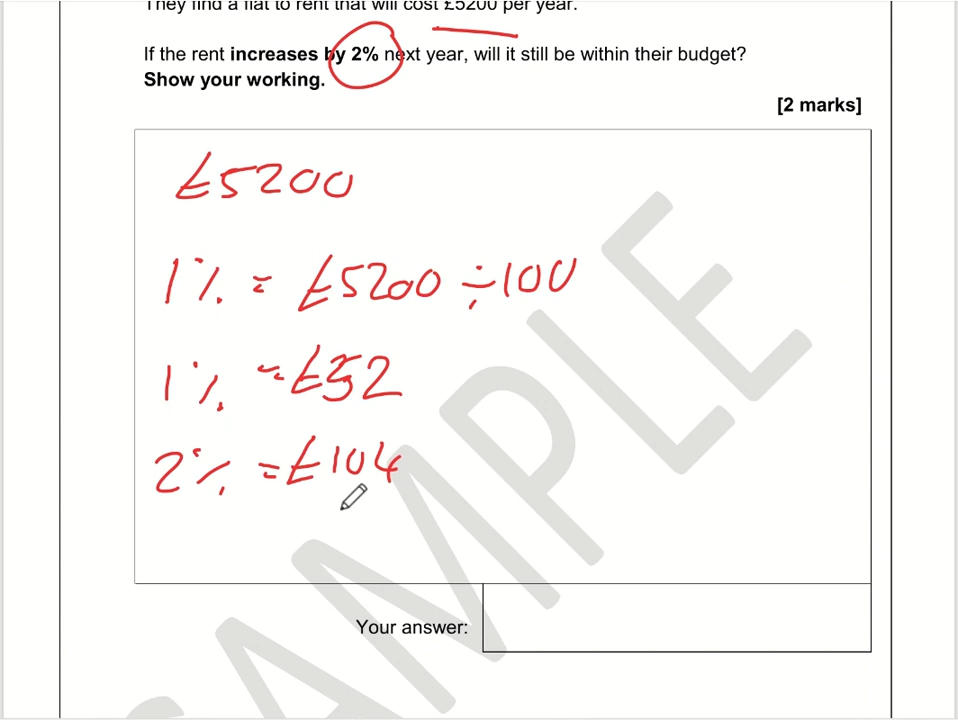 They find a flat to rent that will cost £5200 per year.
If the rent increases by 2% next year, will it still be within their budget?
Show your working.
[2 marks]
£5200
1% = £5200 ÷ 100
1% = £52
2% = £104
SAMPLE
Your answer: